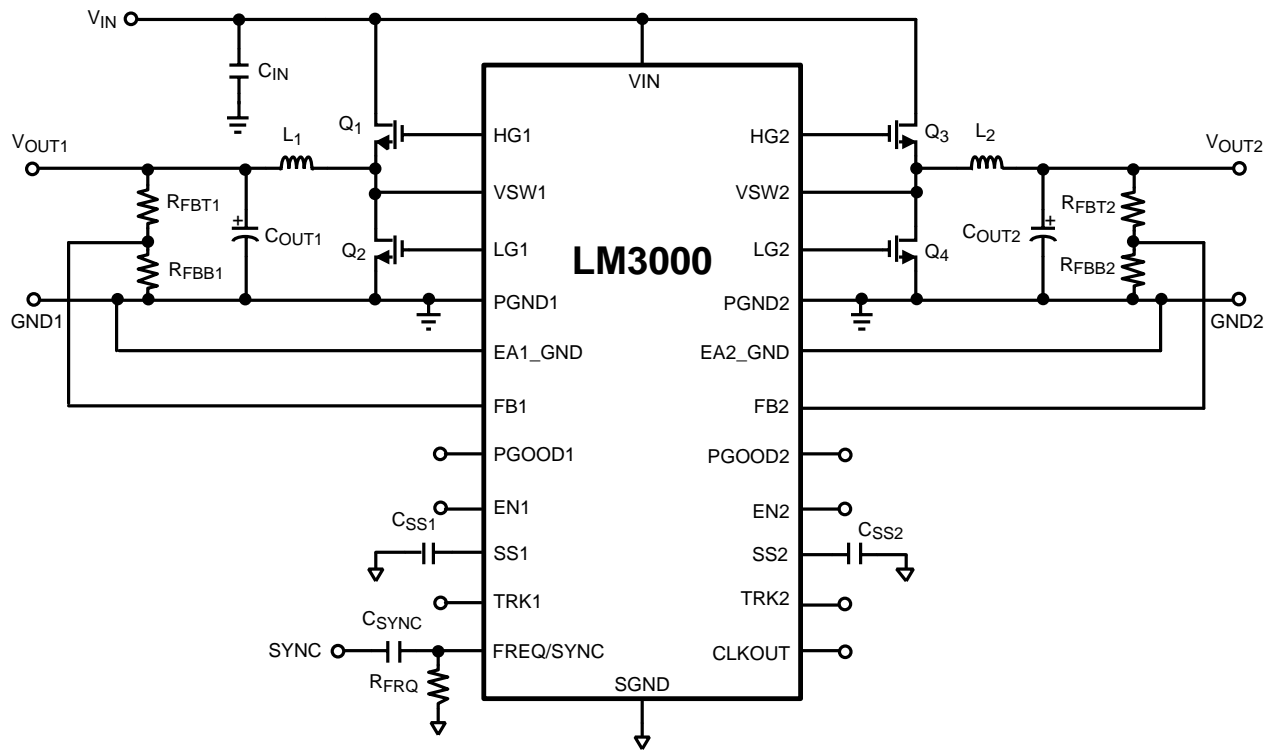 VIN
CIN
VIN
Q1
HG1
HG2
Q3
L1
L2
VOUT1
VOUT2
VSW1
VSW2
RFBT1
RFBT2
+
+
COUT1
COUT2
Q2
LG1
LG2
Q4
LM3000
RFBB1
RFBB2
GND1
PGND1
PGND2
GND2
EA1_GND
EA2_GND
FB1
FB2
PGOOD1
PGOOD2
EN1
EN2
CSS1
CSS2
SS1
SS2
TRK1
TRK2
CSYNC
SYNC
FREQ/SYNC
CLKOUT
RFRQ
SGND